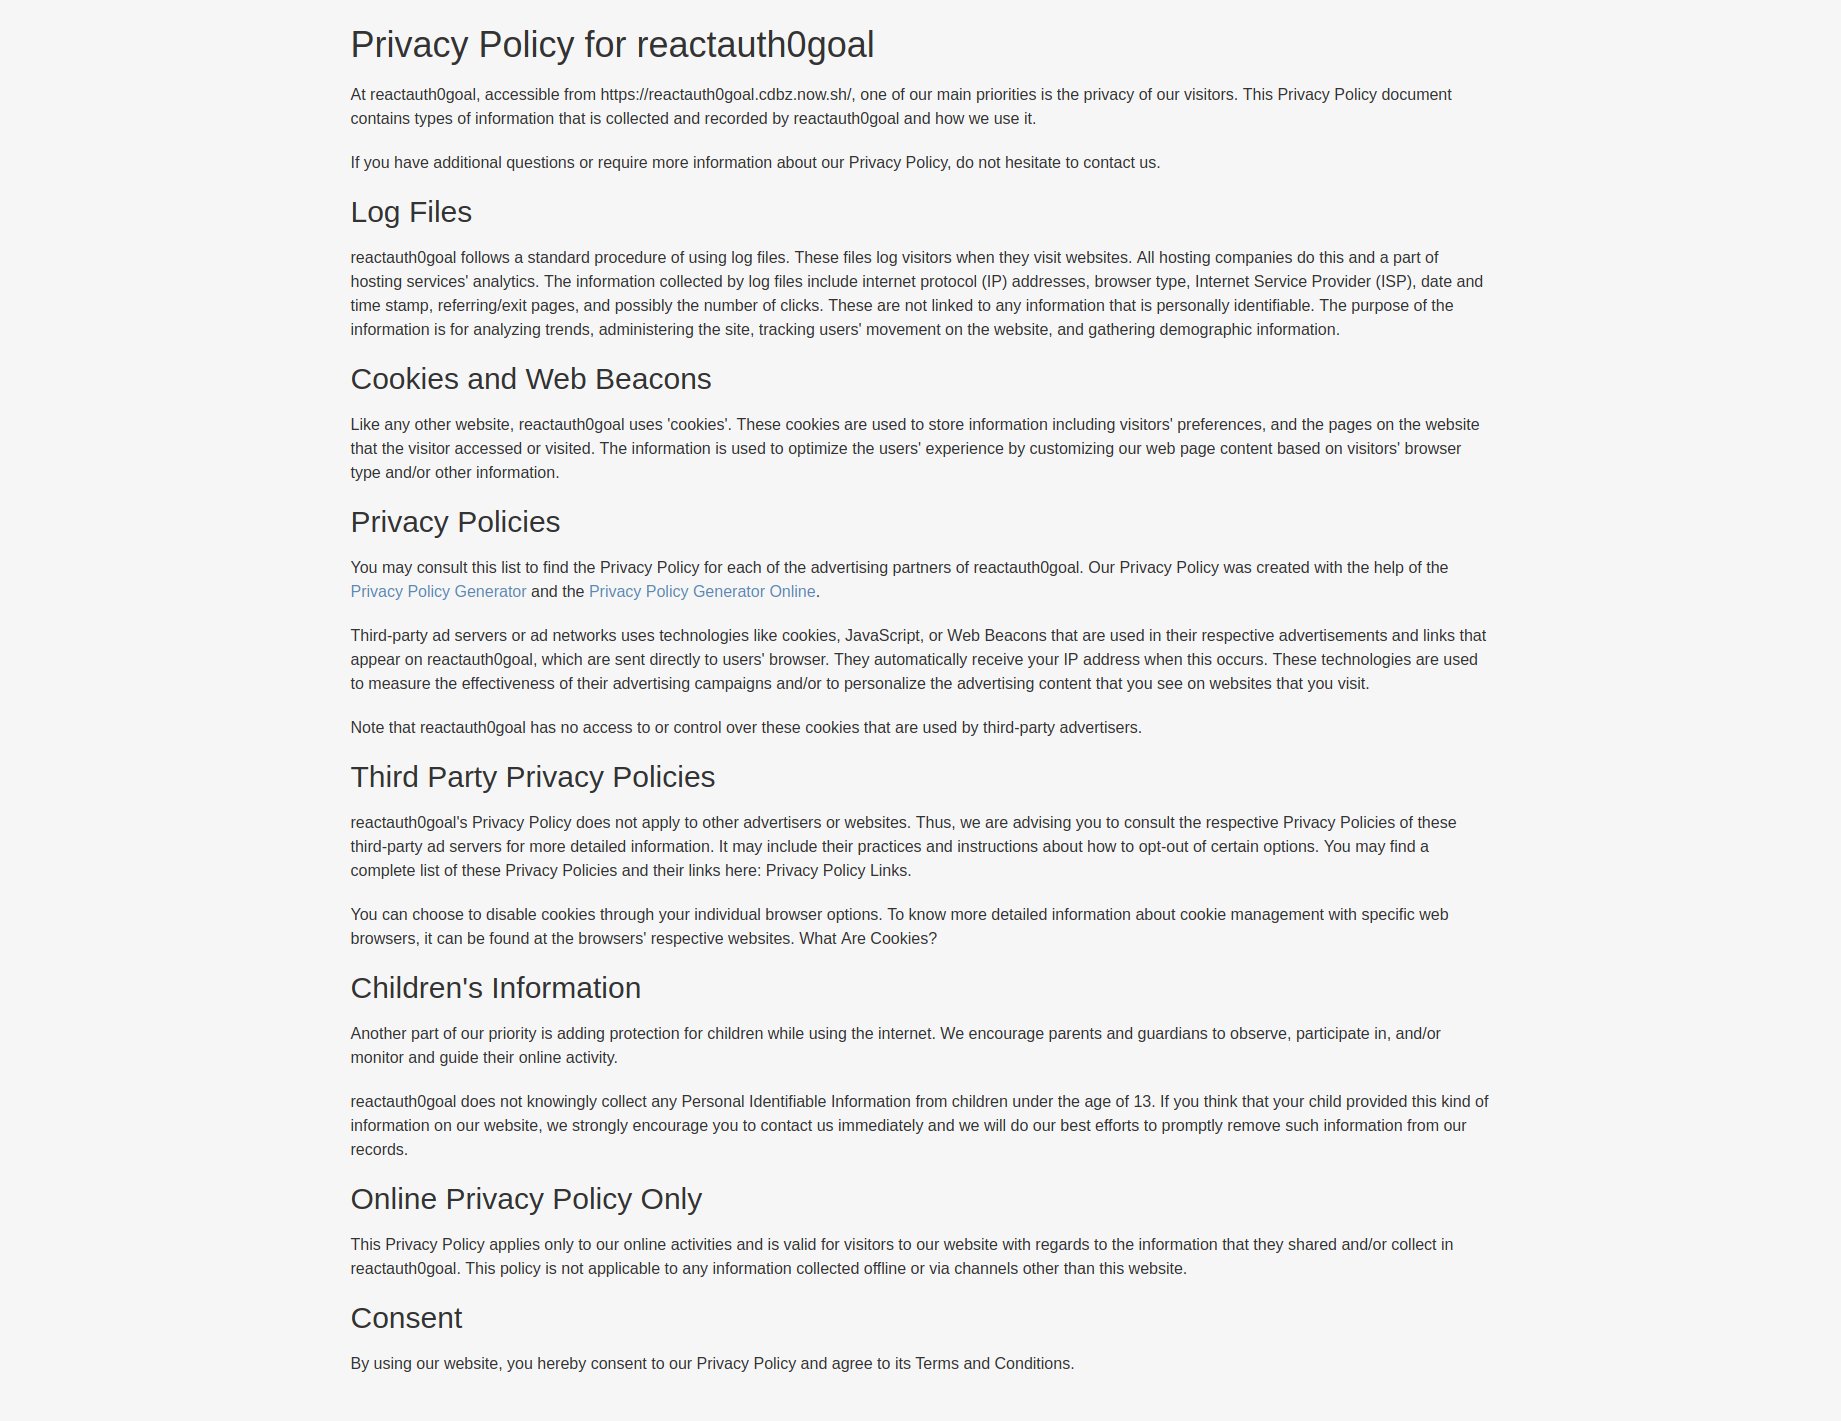 Privacy Policy for reactauth0goal
At reactauth0goal, accessible from https://reactauth0goal.cdbz.now.sh/, one of our main priorities is the privacy of our visitors. This Privacy Policy document
contains types of information that is collected and recorded by reactauth0goal and how we use it.
If you have additional questions or require more information about our Privacy Policy, do not hesitate to contact us.
Log Files
reactauth0goal follows a standard procedure of using log files. These files log visitors when they visit websites. All hosting companies do this and a part of
hosting services' analytics. The information collected by log files include internet protocol (IP) addresses, browser type, Internet Service Provider (ISP), date and
time stamp, referring/exit pages, and possibly the number of clicks. These are not linked to any information that is personally identifiable. The purpose of the
information is for analyzing trends, administering the site, tracking users' movement on the website, and gathering demographic information.
Cookies and Web Beacons
Like any other website, reactauth0goal uses 'cookies'. These cookies are used to store information including visitors' preferences, and the pages on the website
that the visitor accessed or visited. The information is used to optimize the users' experience by customizing our web page content based on visitors' browser
type and/or other information.
Privacy Policies
You may consult this list to find the Privacy Policy for each of the advertising partners of reactauth0goal. Our Privacy Policy was created with the help of the
Privacy Policy Generator and the Privacy Policy Generator Online.
Third-party ad servers or ad networks uses technologies like cookies, JavaScript, or Web Beacons that are used in their respective advertisements and links that
appear on reactauth0goal, which are sent directly to users' browser. They automatically receive your IP address when this occurs. These technologies are used
to measure the effectiveness of their advertising campaigns and/or to personalize the advertising content that you see on websites that you visit.
Note that reactauth0goal has no access to or control over these cookies that are used by third-party advertisers.
Third Party Privacy Policies
reactauth0goal's Privacy Policy does not apply to other advertisers or websites. Thus, we are advising you to consult the respective Privacy Policies of these
third-party ad servers for more detailed information. It may include their practices and instructions about how to opt-out of certain options. You may find a
complete list of these Privacy Policies and their links here: Privacy Policy Links.
You can choose to disable cookies through your individual browser options. To know more detailed information about cookie management with specific web
browsers, it can be found at the browsers' respective websites. What Are Cookies?
Children's Information
Another part of our priority is adding protection for children while using the internet. We encourage parents and guardians to observe, participate in, and/or
monitor and guide their online activity.
reactauth0goal does not knowingly collect any Personal Identifiable Information from children under the age of 13. If you think that your child provided this kind of
information on our website, we strongly encourage you to contact us immediately and we will do our best efforts to promptly remove such information from our
records.
Online Privacy Policy Only
This Privacy Policy applies only to our online activities and is valid for visitors to our website with regards to the information that they shared and/or collect in
reactauth0goal. This policy is not applicable to any information collected offline or via channels other than this website.
Consent
By using our website, you hereby consent to our Privacy Policy and agree to its Terms and Conditions.